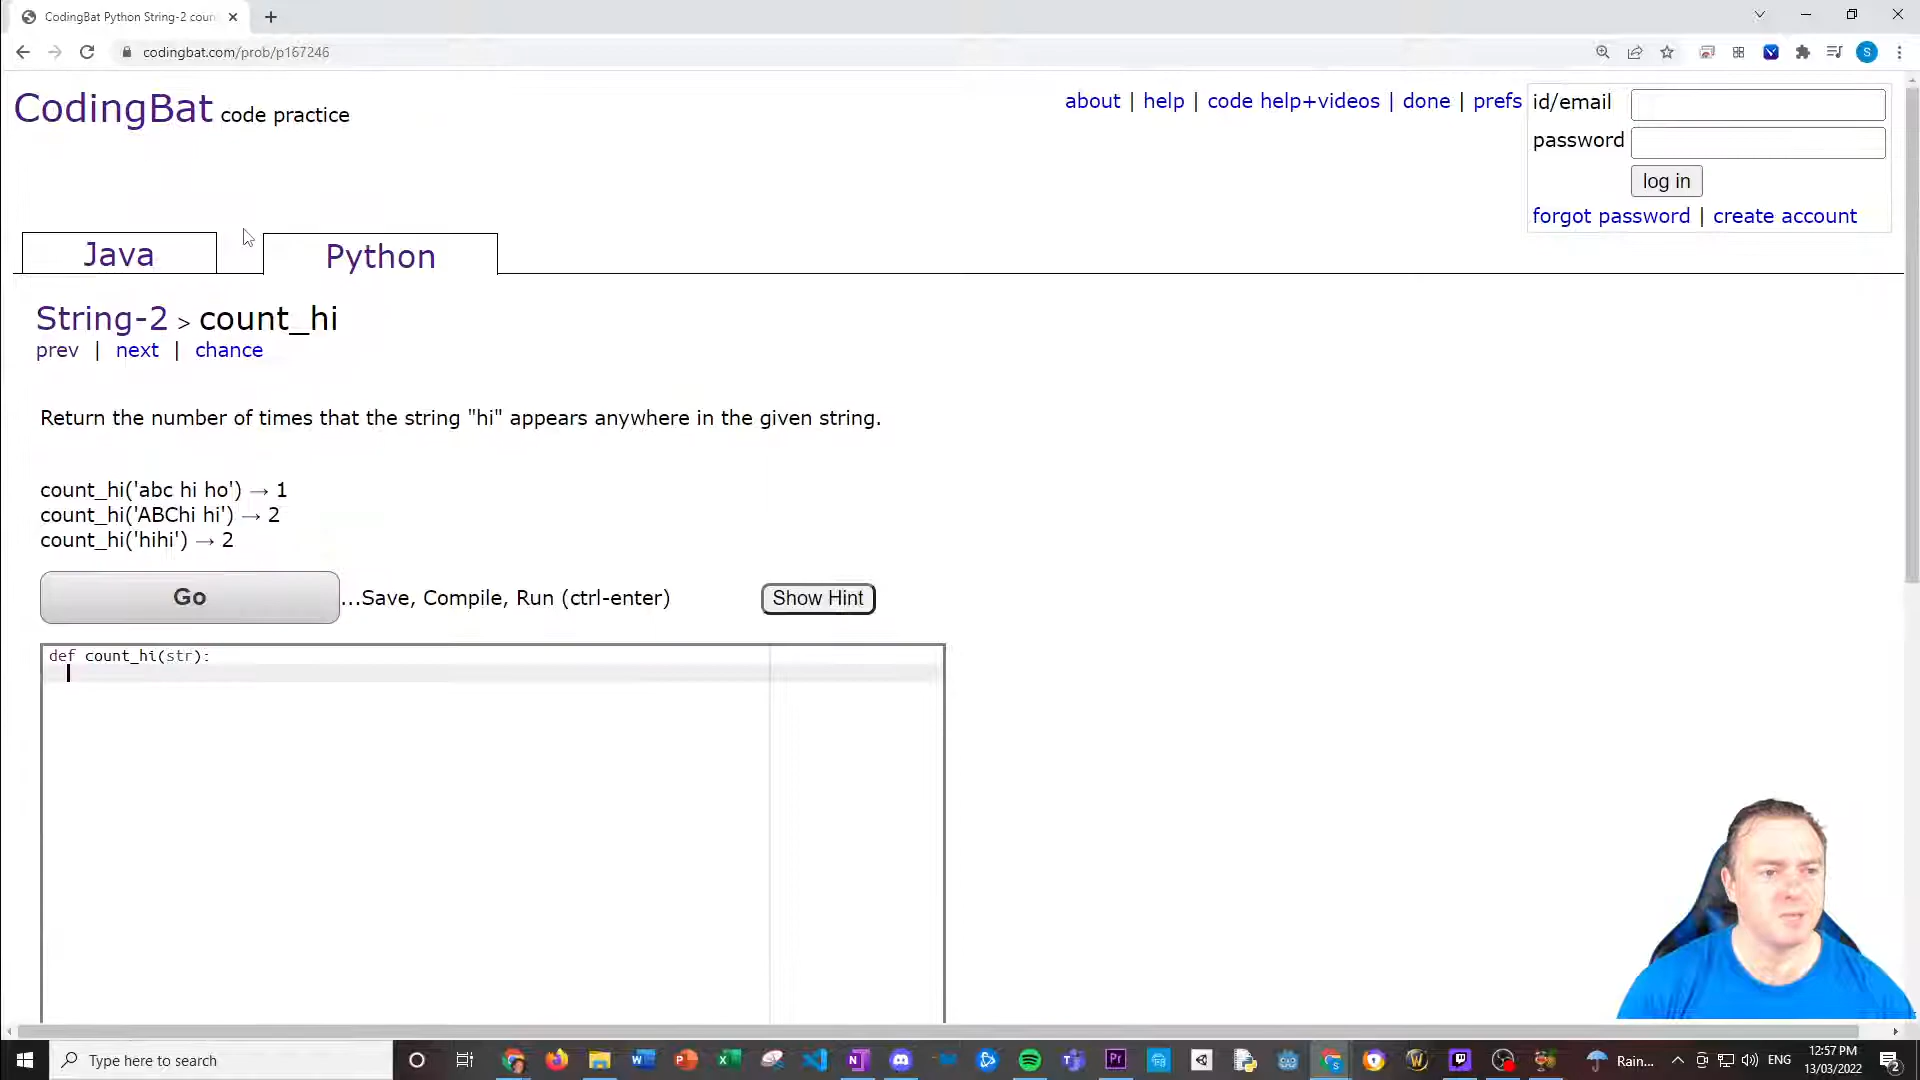 CodingBat Python String-2 coun
codingbat.com/prob/p167246
S
CodingBat code practice
about | help | code help+videos | done | prefs
id/email
password
log in
forgot password | create account
Java
Python
String-2 > count_hi
prev | next | chance
Return the number of times that the string "hi" appears anywhere in the given string.
count_hi('abc hi ho') → 1
count_hi('ABChi hi') → 2
count_hi('hihi') → 2
Go
...Save, Compile, Run (ctrl-enter)
Show Hint
def count_hi(str):
Type here to search
Rain...
ENG
12:57 PM
13/03/2022
2